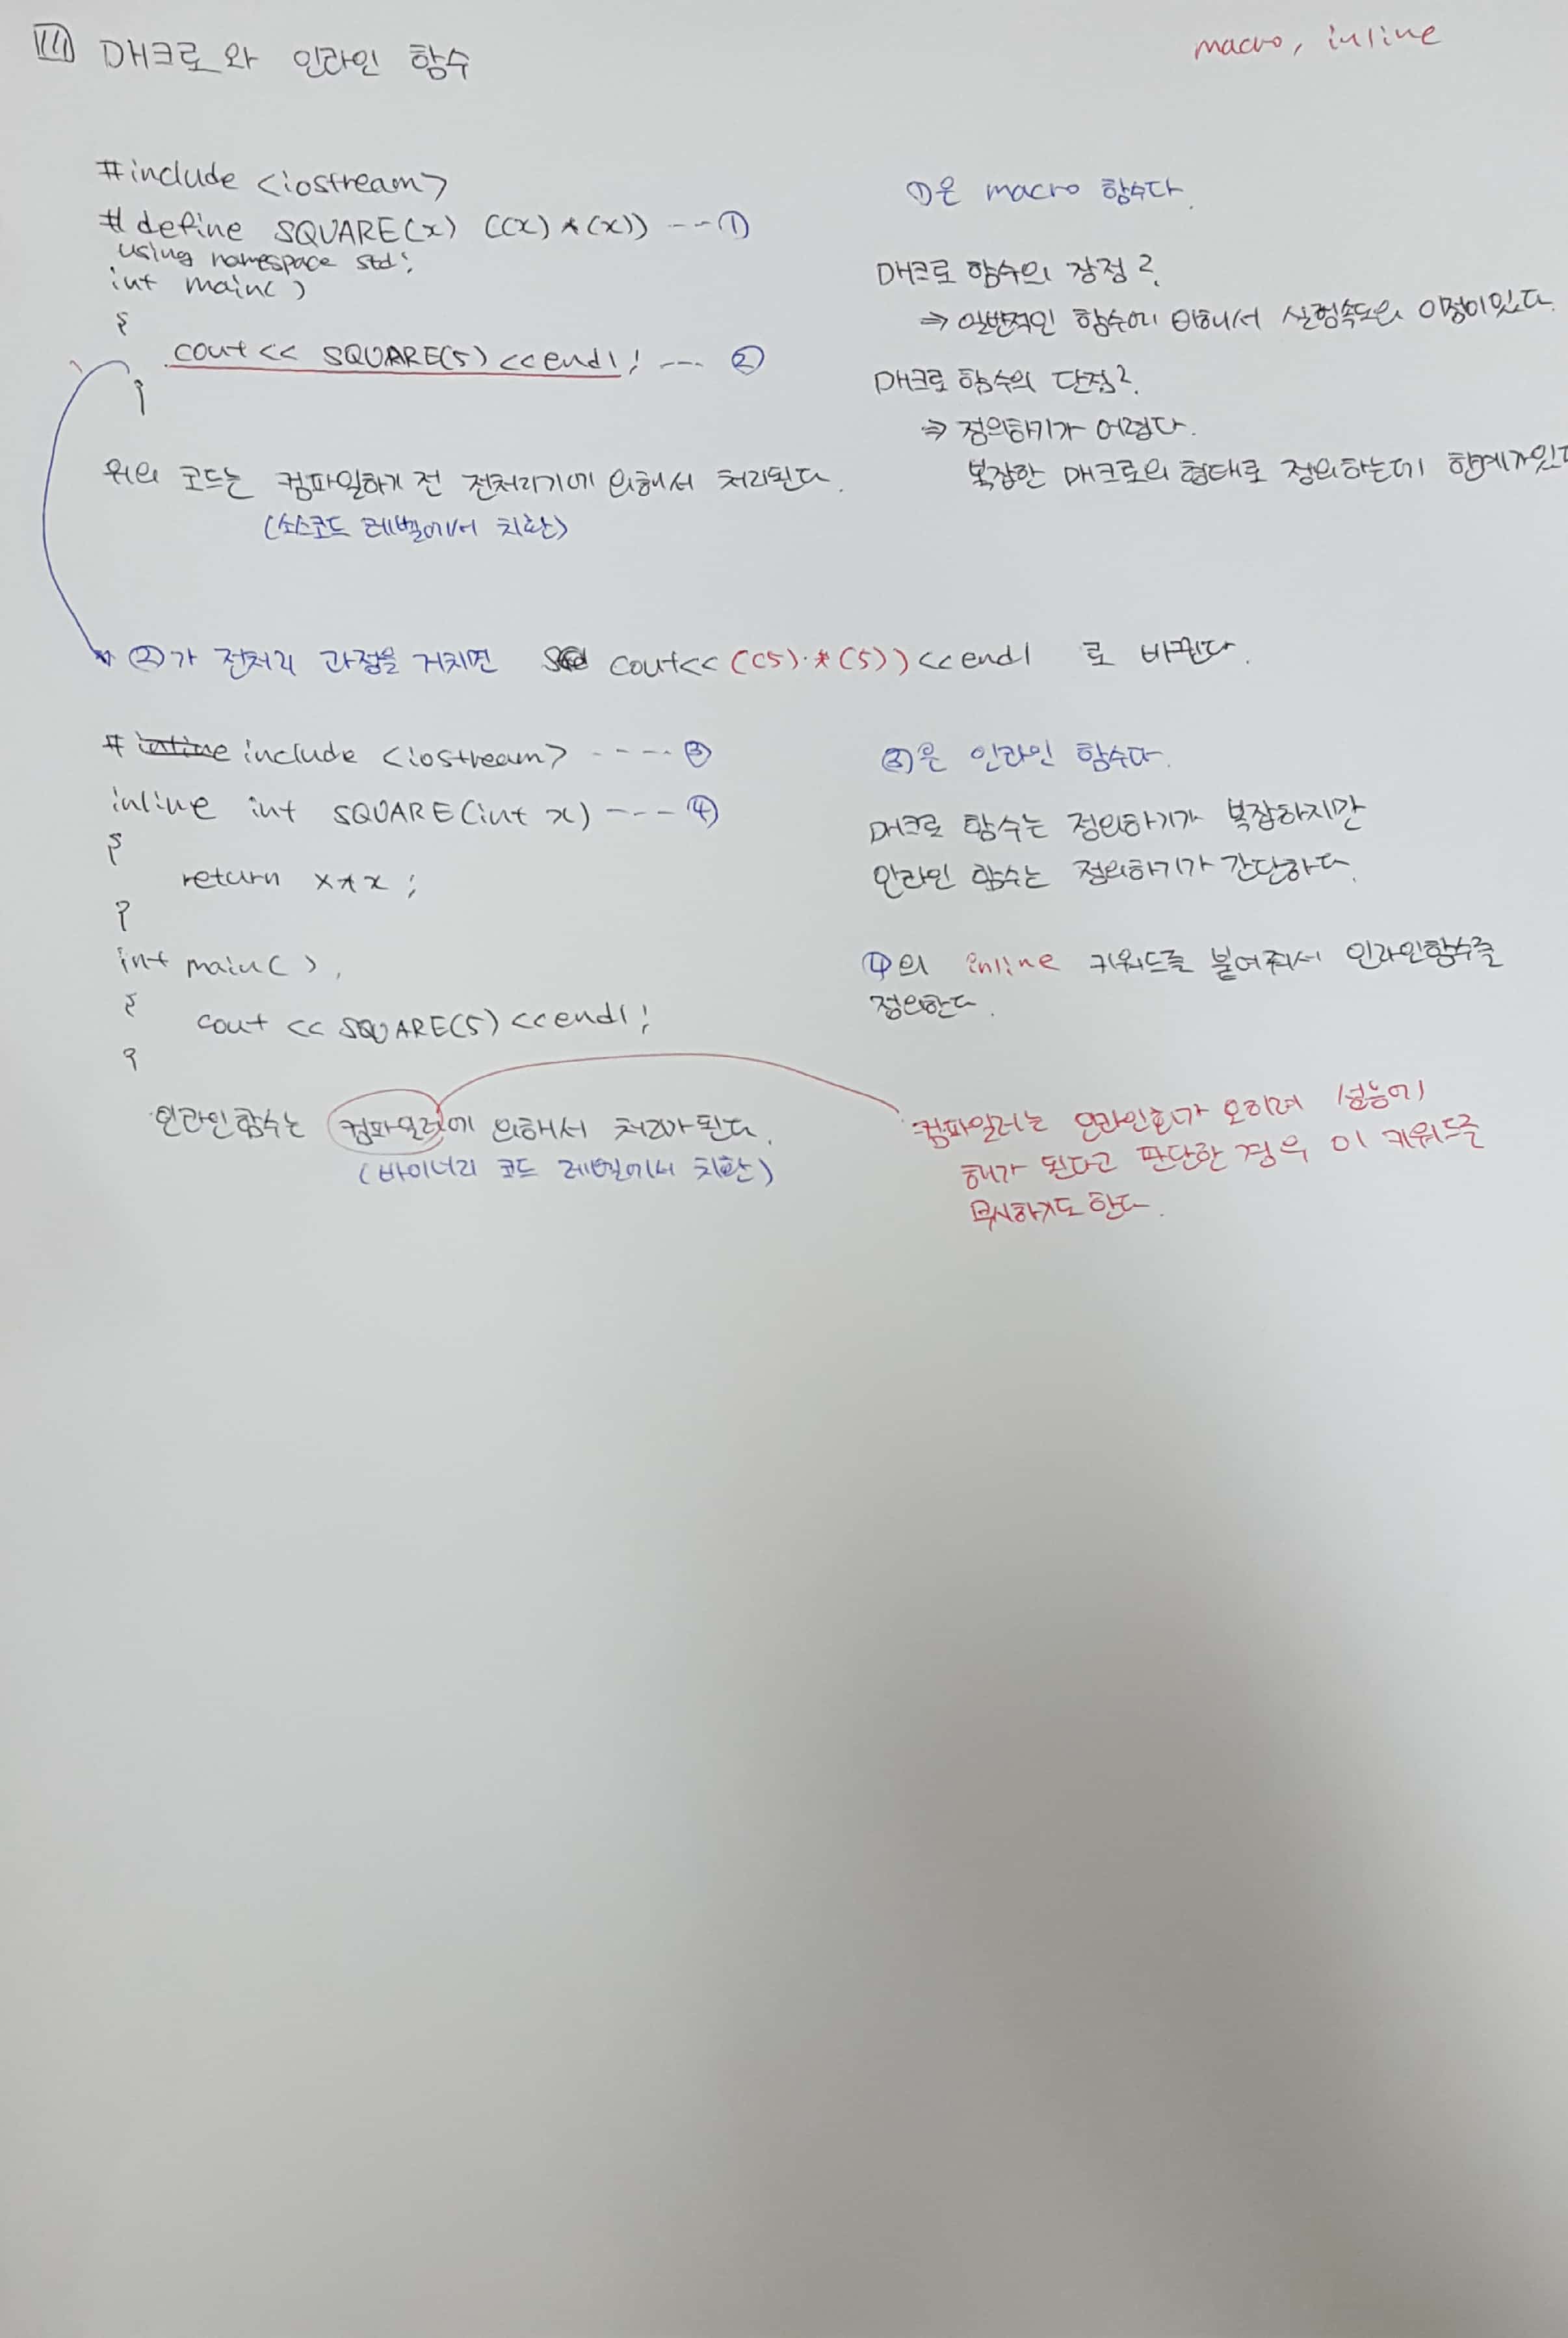 [4] 매크로와 인라인 함수
macro, inline
#include <iostream>
#define SQUARE(x) ((x)*(x)) ---①
using namespace std;
int main()
{
cout << SQUARE(5) <<endl; --- ②
}
위의 코드는 컴파일하기 전 전처리기에 의해서 처리된다.
(소스코드 레벨에서 치환)
①은 macro 함수다.
매크로 함수의 장점?
⇒ 일반적인 함수에 비해서 실행속도의 이점이 있다.
매크로 함수의 단점?
⇒ 정의하기가 어렵다.
복잡한 매크로의 형태로 정의하는데 한계가 있다
②가 전처리 과정을 거치면 cout<< ((5)*(5)) <<endl 로 바뀐다.
# include <iostream> ---- ③
inline int SQUARE(int x) --- ④
{
return x*x;
}
int main()
{
cout << SQUARE(5) <<endl;
}
인라인함수는 컴파일러에 의해서 처리가 된다.
(바이너리 코드 레벨에서 치환)
③은 인라인 함수다.
매크로 함수는 정의하기가 복잡하지만
인라인 함수는 정의하기가 간단하다.
④의 inline 키워드를 붙여줘서 인라인함수를
정의한다.
컴파일러는 인라인화가 오히려 성능에
해가 된다고 판단한 경우 이 키워드를
무시하기도 한다.